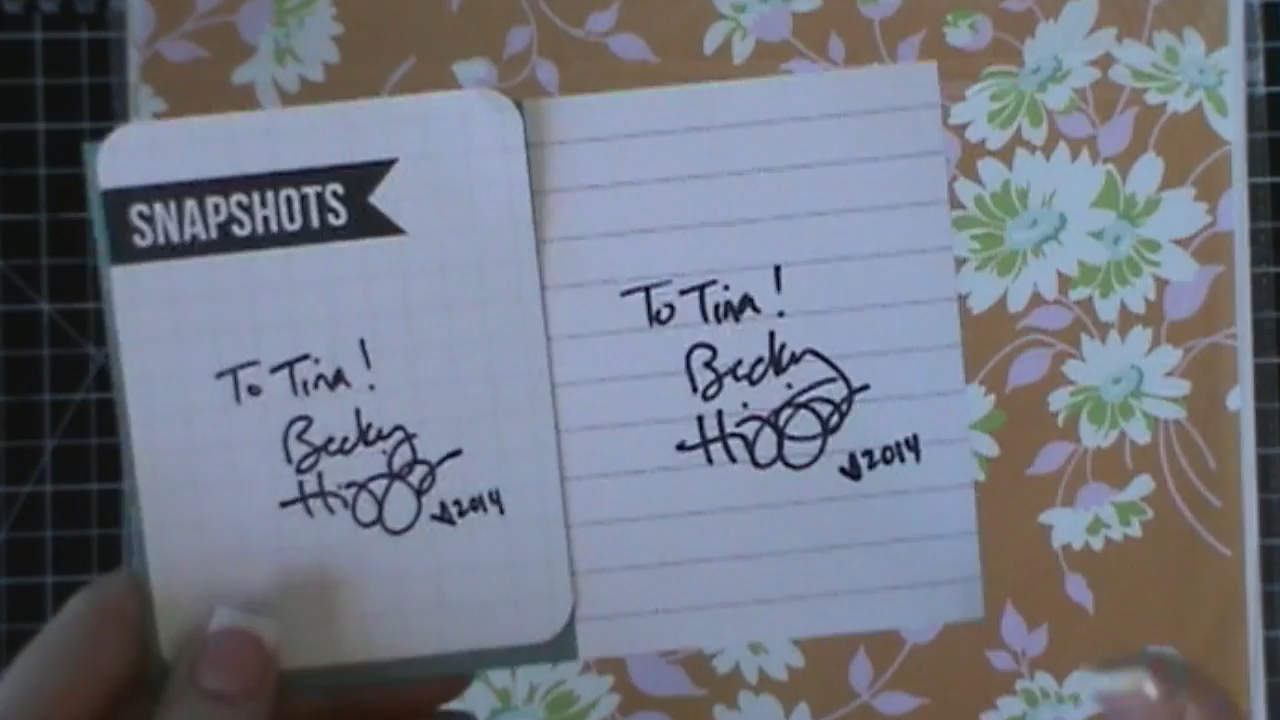 SNAPSHOTS
To Tina!
Becky
Higgins
2014
To Tina!
Becky
Higgins
2014